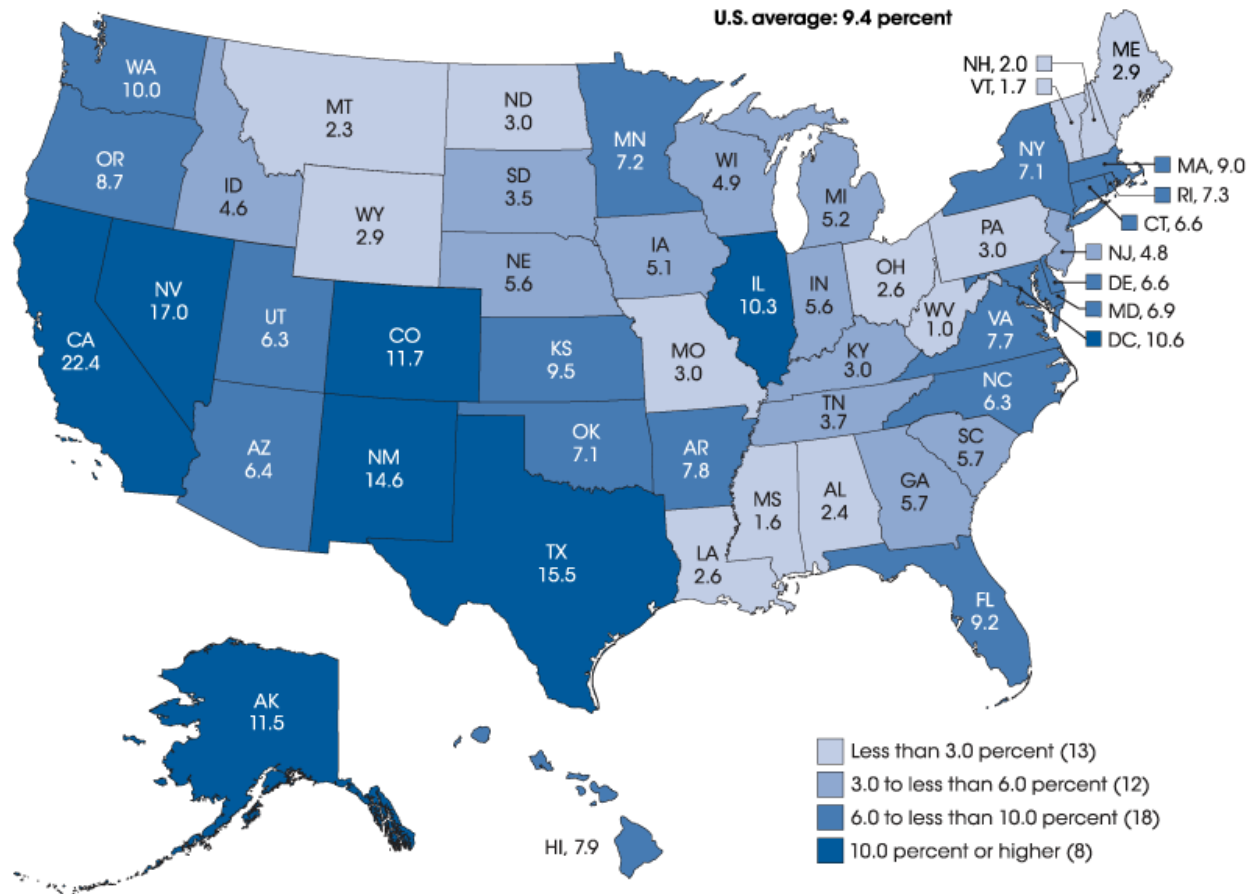 U.S. average: 9.4 percent
WA
10.0
OR
8.7
CA
22.4
NV
17.0
ID
4.6
MT
2.3
WY
2.9
UT
6.3
AZ
6.4
CO
11.7
NM
14.6
ND
3.0
SD
3.5
NE
5.6
KS
9.5
OK
7.1
TX
15.5
MN
7.2
IA
5.1
MO
3.0
AR
7.8
LA
2.6
WI
4.9
IL
10.3
MI
5.2
IN
5.6
OH
2.6
KY
3.0
TN
3.7
MS
1.6
AL
2.4
GA
5.7
FL
9.2
SC
5.7
NC
6.3
VA
7.7
WV
1.0
PA
3.0
NY
7.1
ME
2.9
NH, 2.0
VT, 1.7
MA, 9.0
RI, 7.3
CT, 6.6
NJ, 4.8
DE, 6.6
MD, 6.9
DC, 10.6
AK
11.5
HI, 7.9
Less than 3.0 percent (13)
3.0 to less than 6.0 percent (12)
6.0 to less than 10.0 percent (18)
10.0 percent or higher (8)